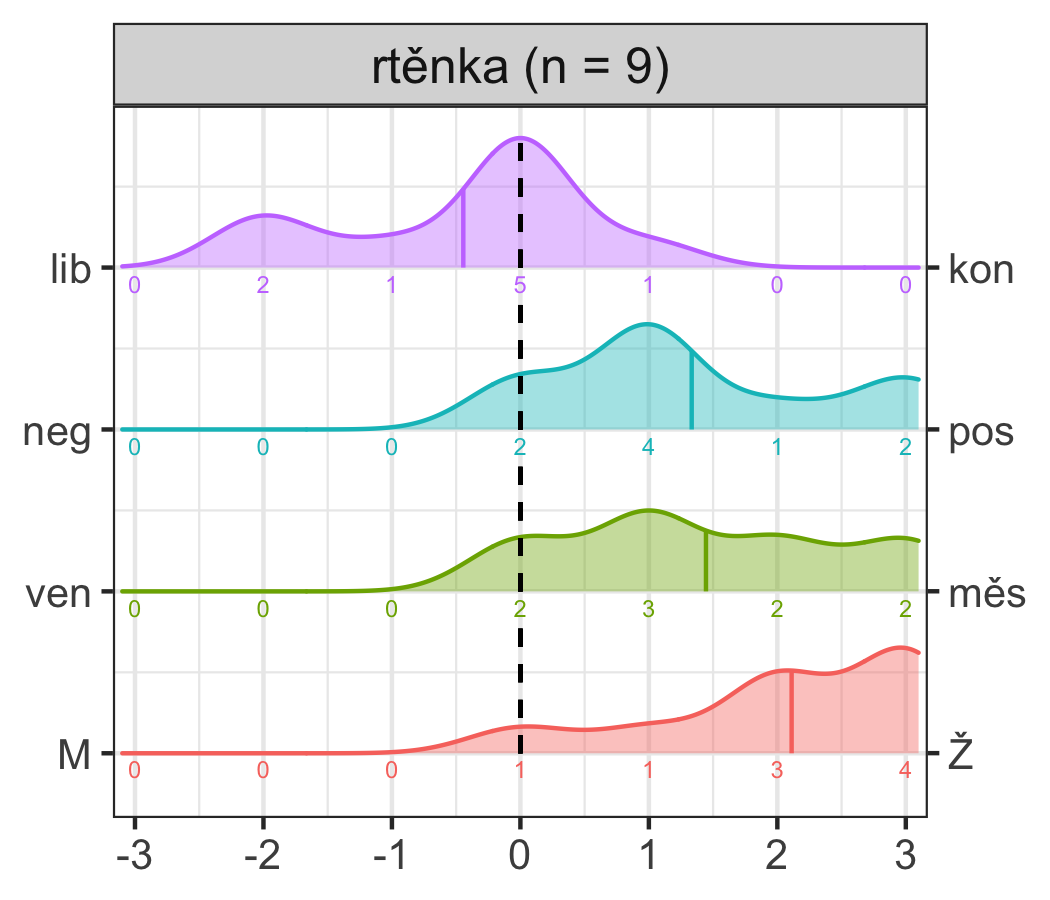 rtěnka (n = 9)
lib kon
0 2 1 5 1 0 0
neg pos
0 0 0 2 4 1 2
ven měs
0 0 0 2 3 2 2
M Ž
0 0 0 1 1 3 4
-3 -2 -1 0 1 2 3